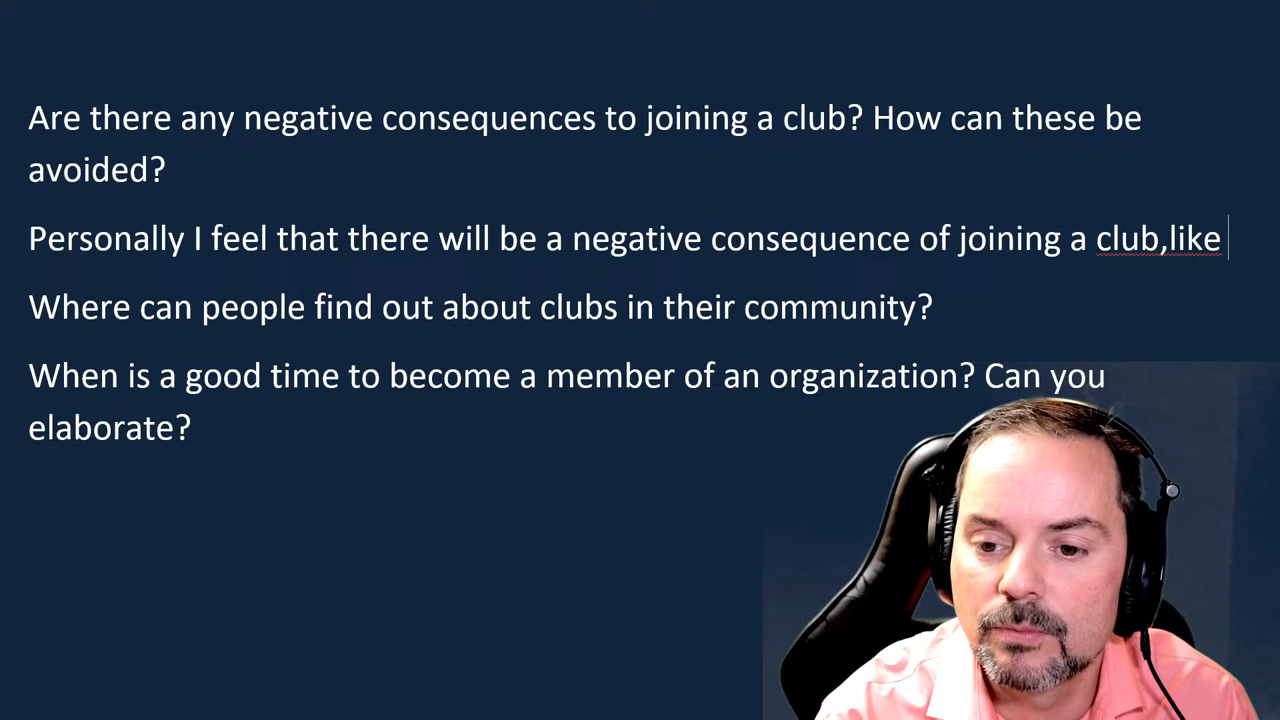 Are there any negative consequences to joining a club? How can these be
avoided?
Personally I feel that there will be a negative consequence of joining a club,like
Where can people find out about clubs in their community?
When is a good time to become a member of an organization? Can you
elaborate?